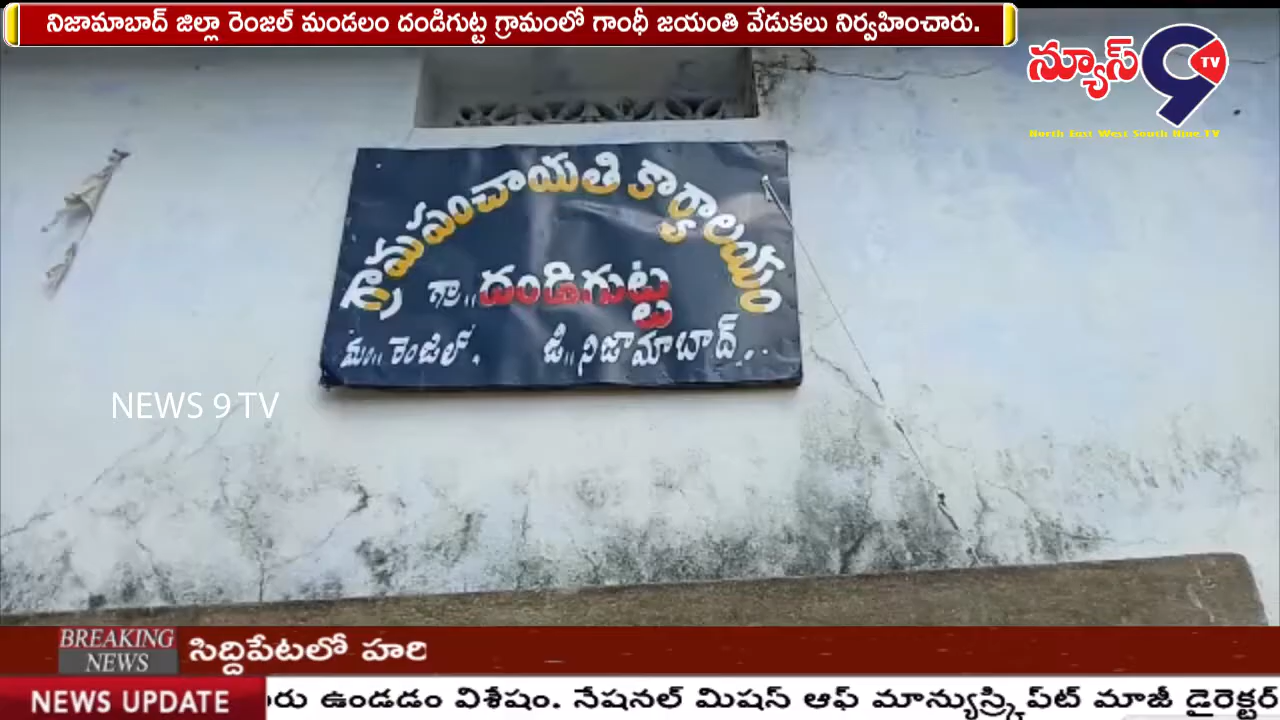 నిజామాబాద్ జిల్లా రెంజల్ మండలం దండిగుట్ట గ్రామంలో గాంధీ జయంతి వేడుకలు నిర్వహించారు.
న్యూస్ 9 TV
North East West South Nine TV
గ్రామపంచాయతి కార్యాలయం
గ్రా,, దండిగుట్ట
మం,, రెంజల్. జి,, నిజామాబాద్..
NEWS 9 TV
BREAKING NEWS సిద్దిపేటలో హరి
NEWS UPDATE రు ఉండడం విశేషం. నేషనల్ మిషన్ ఆఫ్ మాన్యుస్క్రిప్ట్ మాజీ డైరెక్టర్